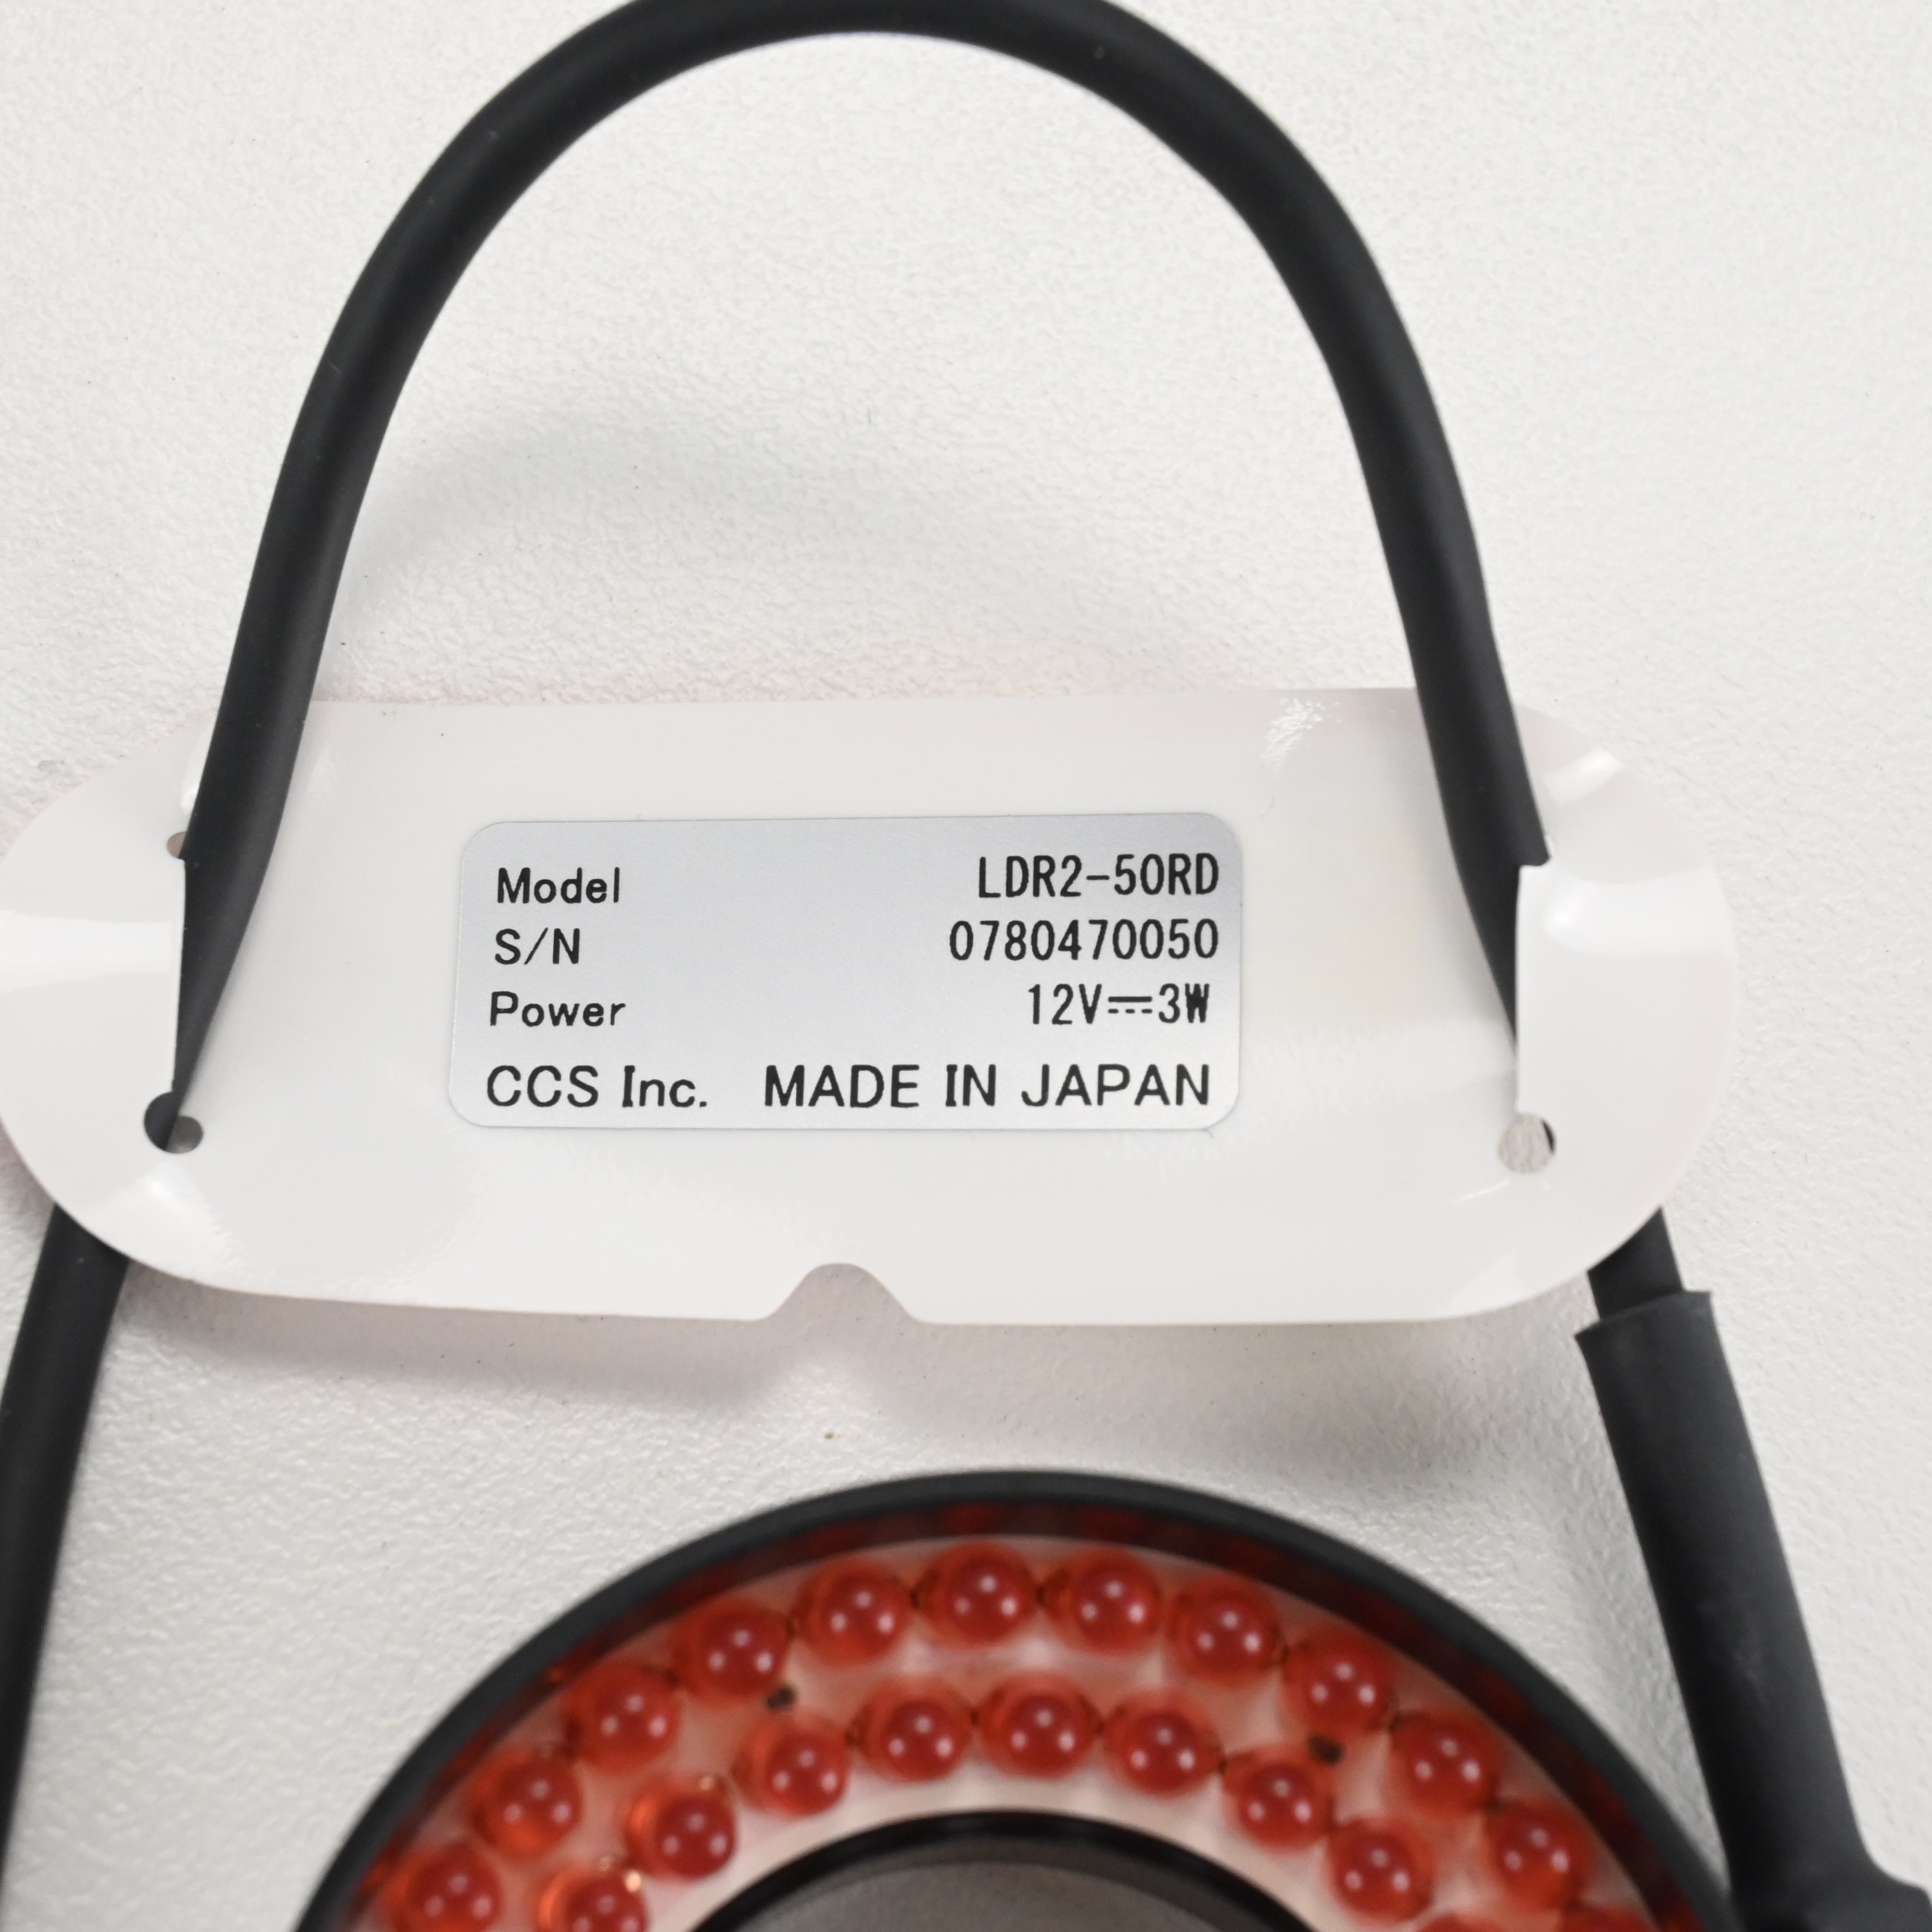 Model LDR2-50RD
S/N 0780470050
Power 12V⎓3W
CCS Inc. MADE IN JAPAN